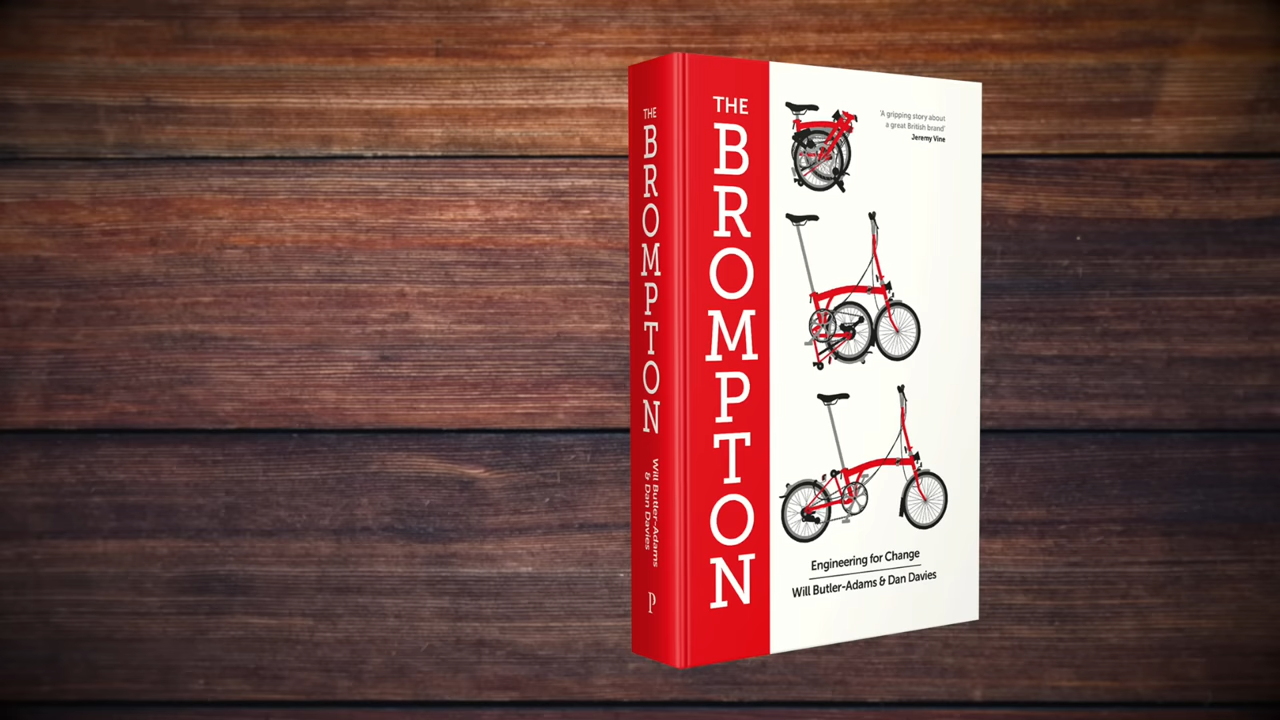 THE
BROMPTON
Will Butler-Adams
& Dan Davies
P
THE
BROMPTON
'A gripping story about
a great British brand'
Jeremy Vine
Engineering for Change
Will Butler-Adams & Dan Davies